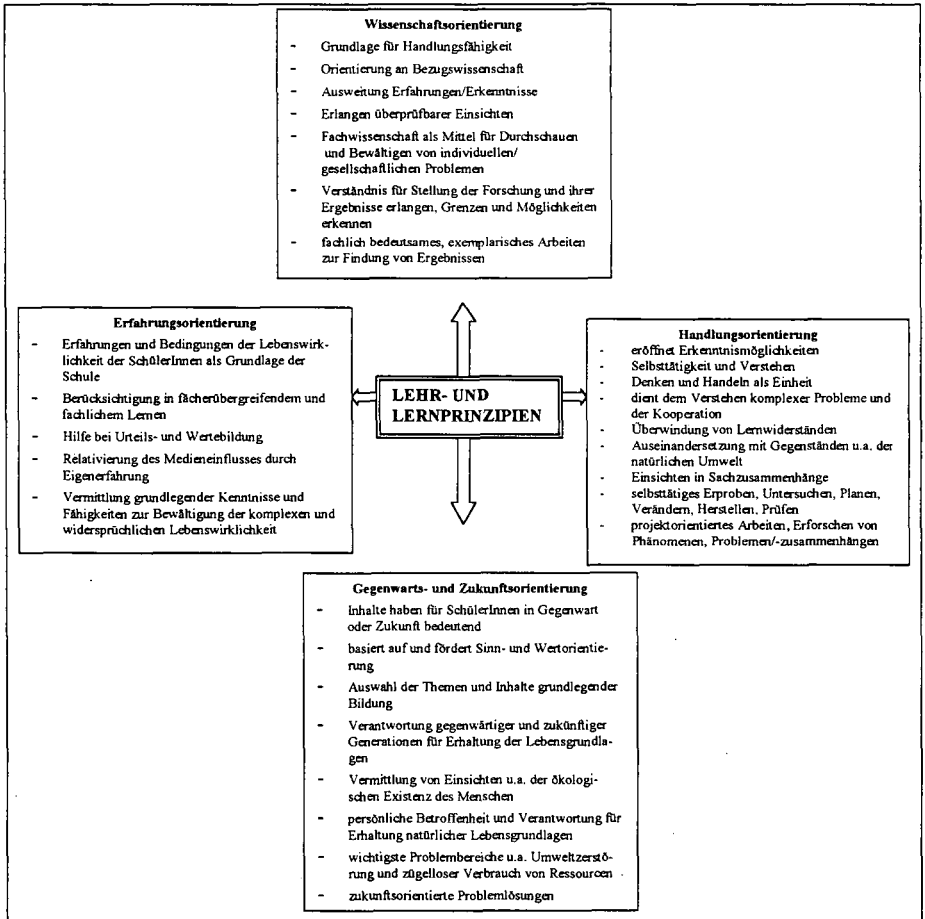 Wissenschaftsorientierung
- Grundlage für Handlungsfähigkeit
- Orientierung an Bezugswissenschaft
- Ausweitung Erfahrungen/Erkenntnisse
- Erlangen überprüfbarer Einsichten
- Fachwissenschaft als Mittel für Durchschauen
und Bewältigen von individuellen/
gesellschaftlichen Problemen
- Verständnis für Stellung der Forschung und ihrer
Ergebnisse erlangen, Grenzen und Möglichkeiten
erkennen
- fachlich bedeutsames, exemplarisches Arbeiten
zur Findung von Ergebnissen
Erfahrungsorientierung
- Erfahrungen und Bedingungen der Lebenswirk-
lichkeit der SchülerInnen als Grundlage der
Schule
- Berücksichtigung in fächerübergreifendem und
fachlichem Lernen
- Hilfe bei Urteils- und Wertebildung
- Relativierung des Medieneinflusses durch
Eigenerfahrung
- Vermittlung grundlegender Kenntnisse und
Fähigkeiten zur Bewältigung der komplexen und
widersprüchlichen Lebenswirklichkeit
LEHR- UND
LERNPRINZIPIEN
Handlungsorientierung
- eröffnet Erkenntnismöglichkeiten
- Selbsttätigkeit und Verstehen
- Denken und Handeln als Einheit
- dient dem Verstehen komplexer Probleme und
der Kooperation
- Überwindung von Lernwiderständen
- Auseinandersetzung mit Gegenständen u.a. der
natürlichen Umwelt
- Einsichten in Sachzusammenhänge
- selbsttätiges Erproben, Untersuchen, Planen,
Verändern, Herstellen, Prüfen
- projektorientiertes Arbeiten, Erforschen von
Phänomenen, Problemen/-zusammenhängen
Gegenwarts- und Zukunftsorientierung
- Inhalte haben für SchülerInnen in Gegenwart
oder Zukunft bedeutend
- basiert auf und fördert Sinn- und Wertorientie-
rung
- Auswahl der Themen und Inhalte grundlegender
Bildung
- Verantwortung gegenwärtiger und zukünftiger
Generationen für Erhaltung der Lebensgrundla-
gen
- Vermittlung von Einsichten u.a. der ökologi-
schen Existenz des Menschen
- persönliche Betroffenheit und Verantwortung für
Erhaltung natürlicher Lebensgrundlagen
- wichtigste Problembereiche u.a. Umweltzerstö-
rung und zügelloser Verbrauch von Ressourcen
- zukunftsorientierte Problemlösungen